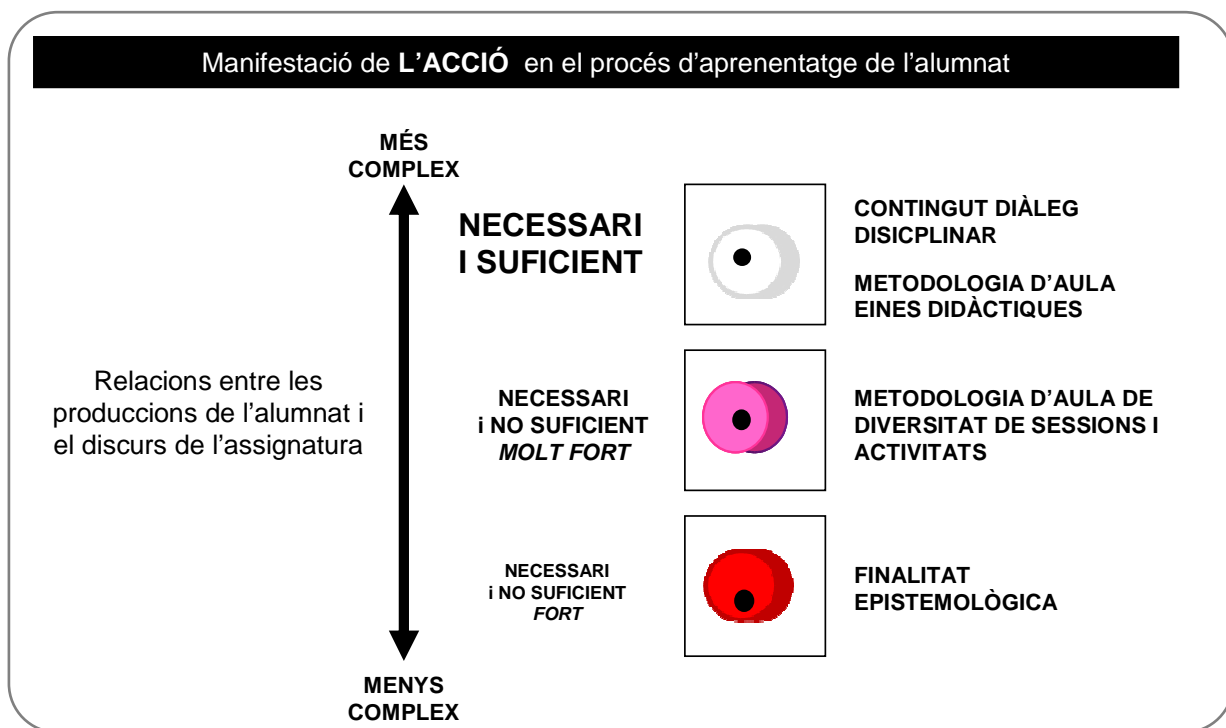 Manifestació de L'ACCIÓ en el procés d'aprenentatge de l'alumnat
MÉS
COMPLEX
NECESSARI
I SUFICIENT
CONTINGUT DIÀLEG
DISICPLINAR
METODOLOGIA D'AULA
EINES DIDÀCTIQUES
Relacions entre les
produccions de l'alumnat i
el discurs de l'assignatura
NECESSARI
i NO SUFICIENT
MOLT FORT
METODOLOGIA D'AULA DE
DIVERSITAT DE SESSIONS I
ACTIVITATS
NECESSARI
i NO SUFICIENT
FORT
FINALITAT
EPISTEMOLÒGICA
MENYS
COMPLEX